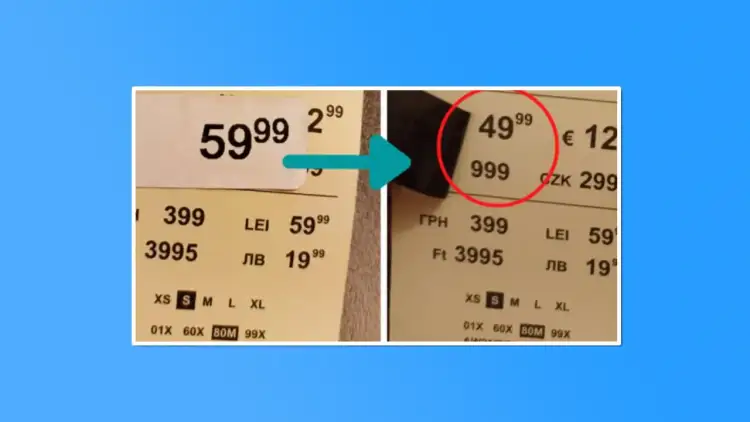 59⁹⁹ 2⁹⁹
399 LEI 59⁹⁹
3995 ЛВ 19⁹⁹
XS S M L XL
01X 60X 80M 99X
49⁹⁹ € 12
999 CZK 299
ГРН 399 LEI 59
Ft 3995 ЛВ 19
XS S M L XL
01X 60X 80M 99X